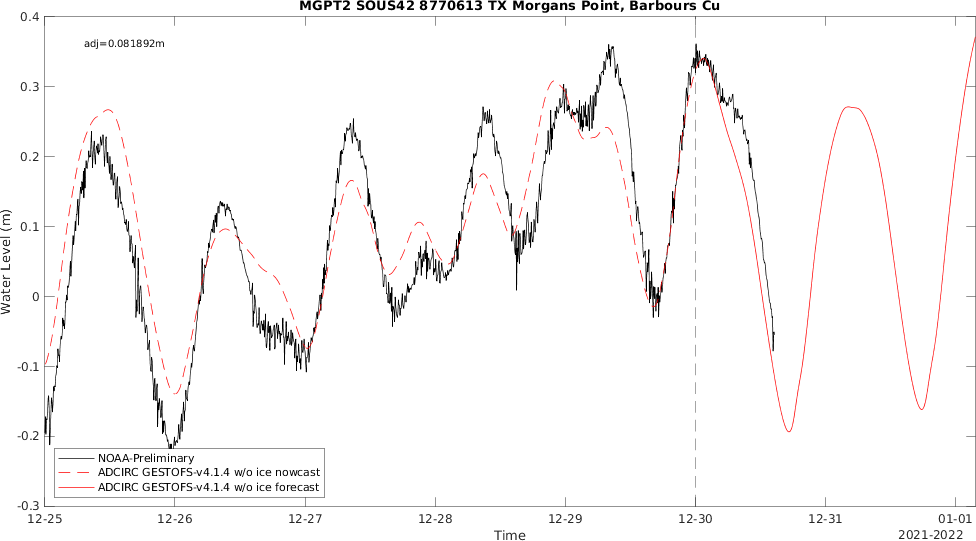 MGPT2 SOUS42 8770613 TX Morgans Point, Barbours Cu
adj=0.081892m
0.4
0.3
0.2
0.1
0
-0.1
-0.2
-0.3
Water Level (m)
NOAA-Preliminary
ADCIRC GESTOFS-v4.1.4 w/o ice nowcast
ADCIRC GESTOFS-v4.1.4 w/o ice forecast
12-25 12-26 12-27 12-28 12-29 12-30 12-31 01-01
Time
2021-2022